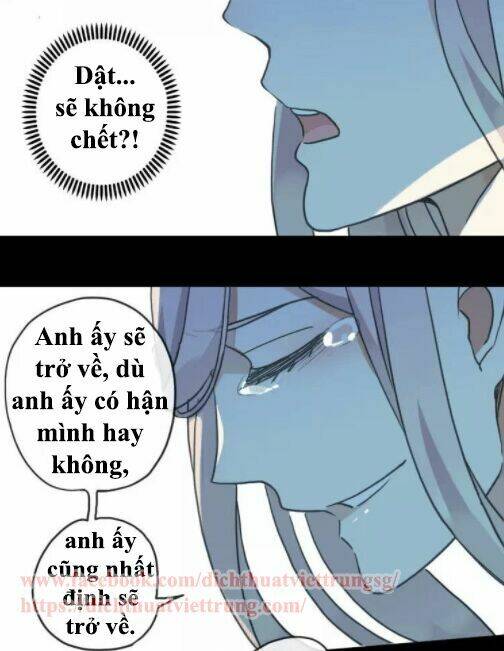 Dật...
sẽ không
chết?!
Anh ấy sẽ
trở về, dù
anh ấy có hận
mình hay
không,
anh ấy
cũng nhất
định sẽ
trở về.
www.facebook.com/dichthuatviettrungsg/
https://dichthuatviettrung.com/